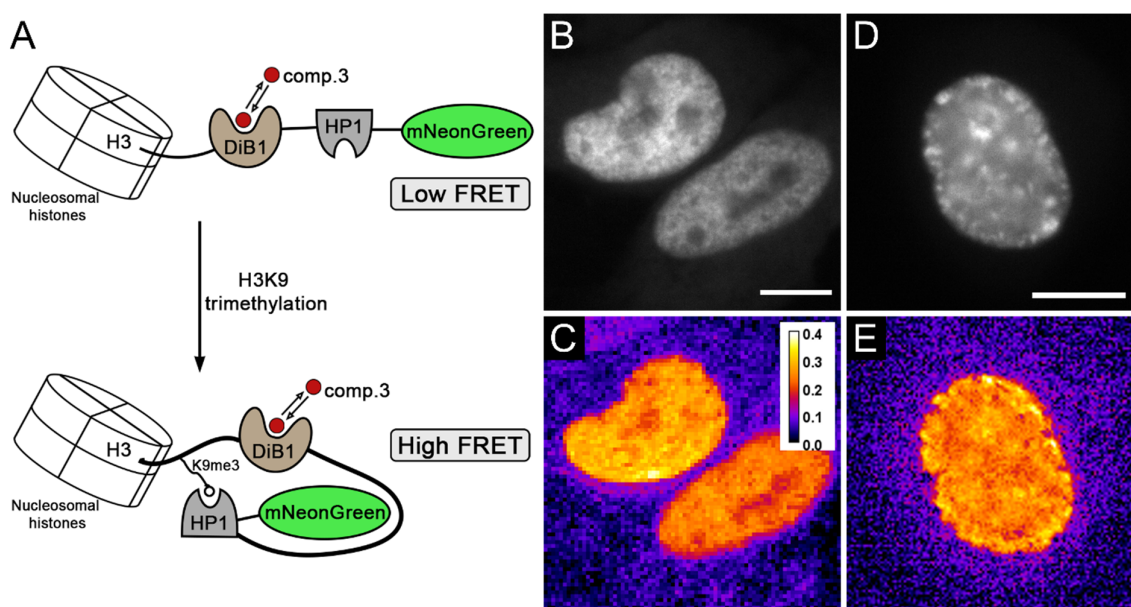 A
comp.3
H3
DiB1
HP1
mNeonGreen
Nucleosomal
histones
Low FRET
H3K9
trimethylation
comp.3
H3
DiB1
High FRET
K9me3
HP1
mNeonGreen
Nucleosomal
histones
B
D
C
0.4
0.3
0.2
0.1
0.0
E